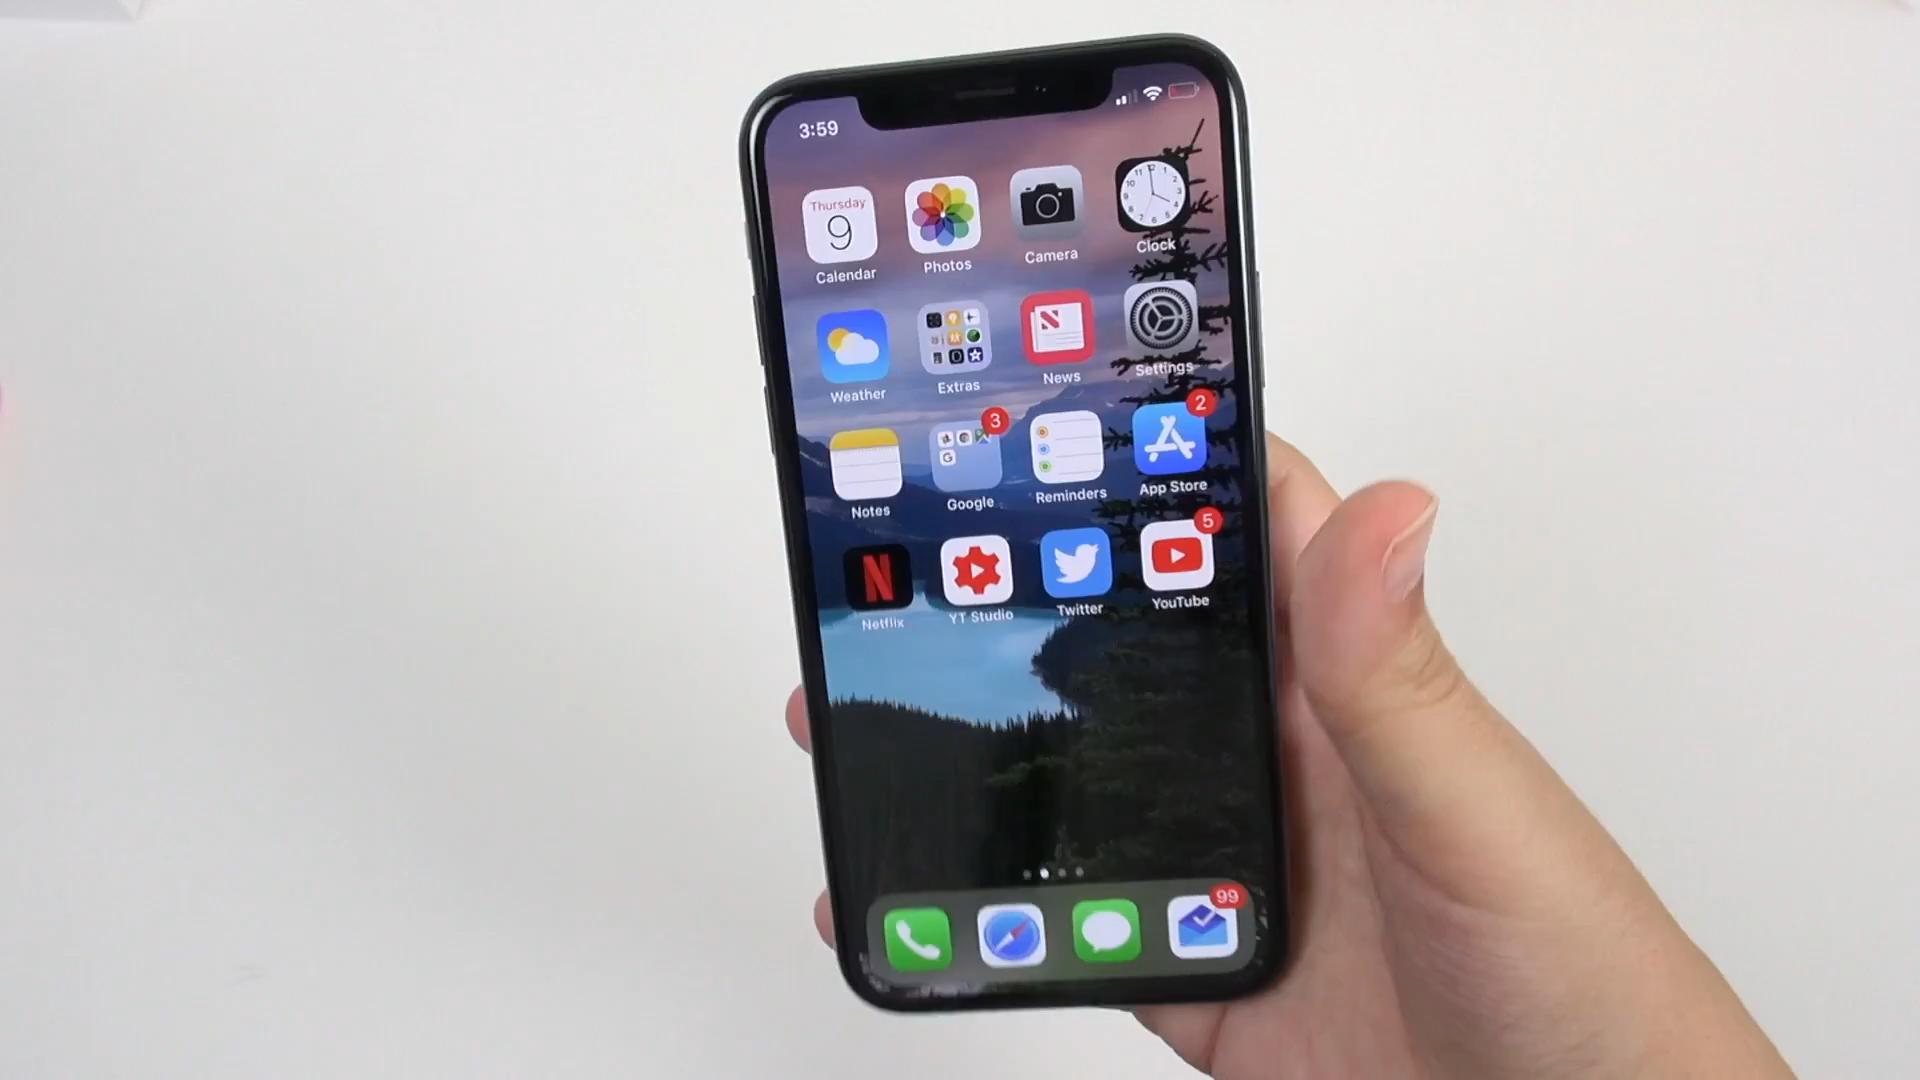 3:59
Thursday
9
Calendar
Photos
Camera
Clock
Weather
Extras
News
Settings
3
2
Notes
Google
Reminders
App Store
5
Netflix
YT Studio
Twitter
YouTube
99